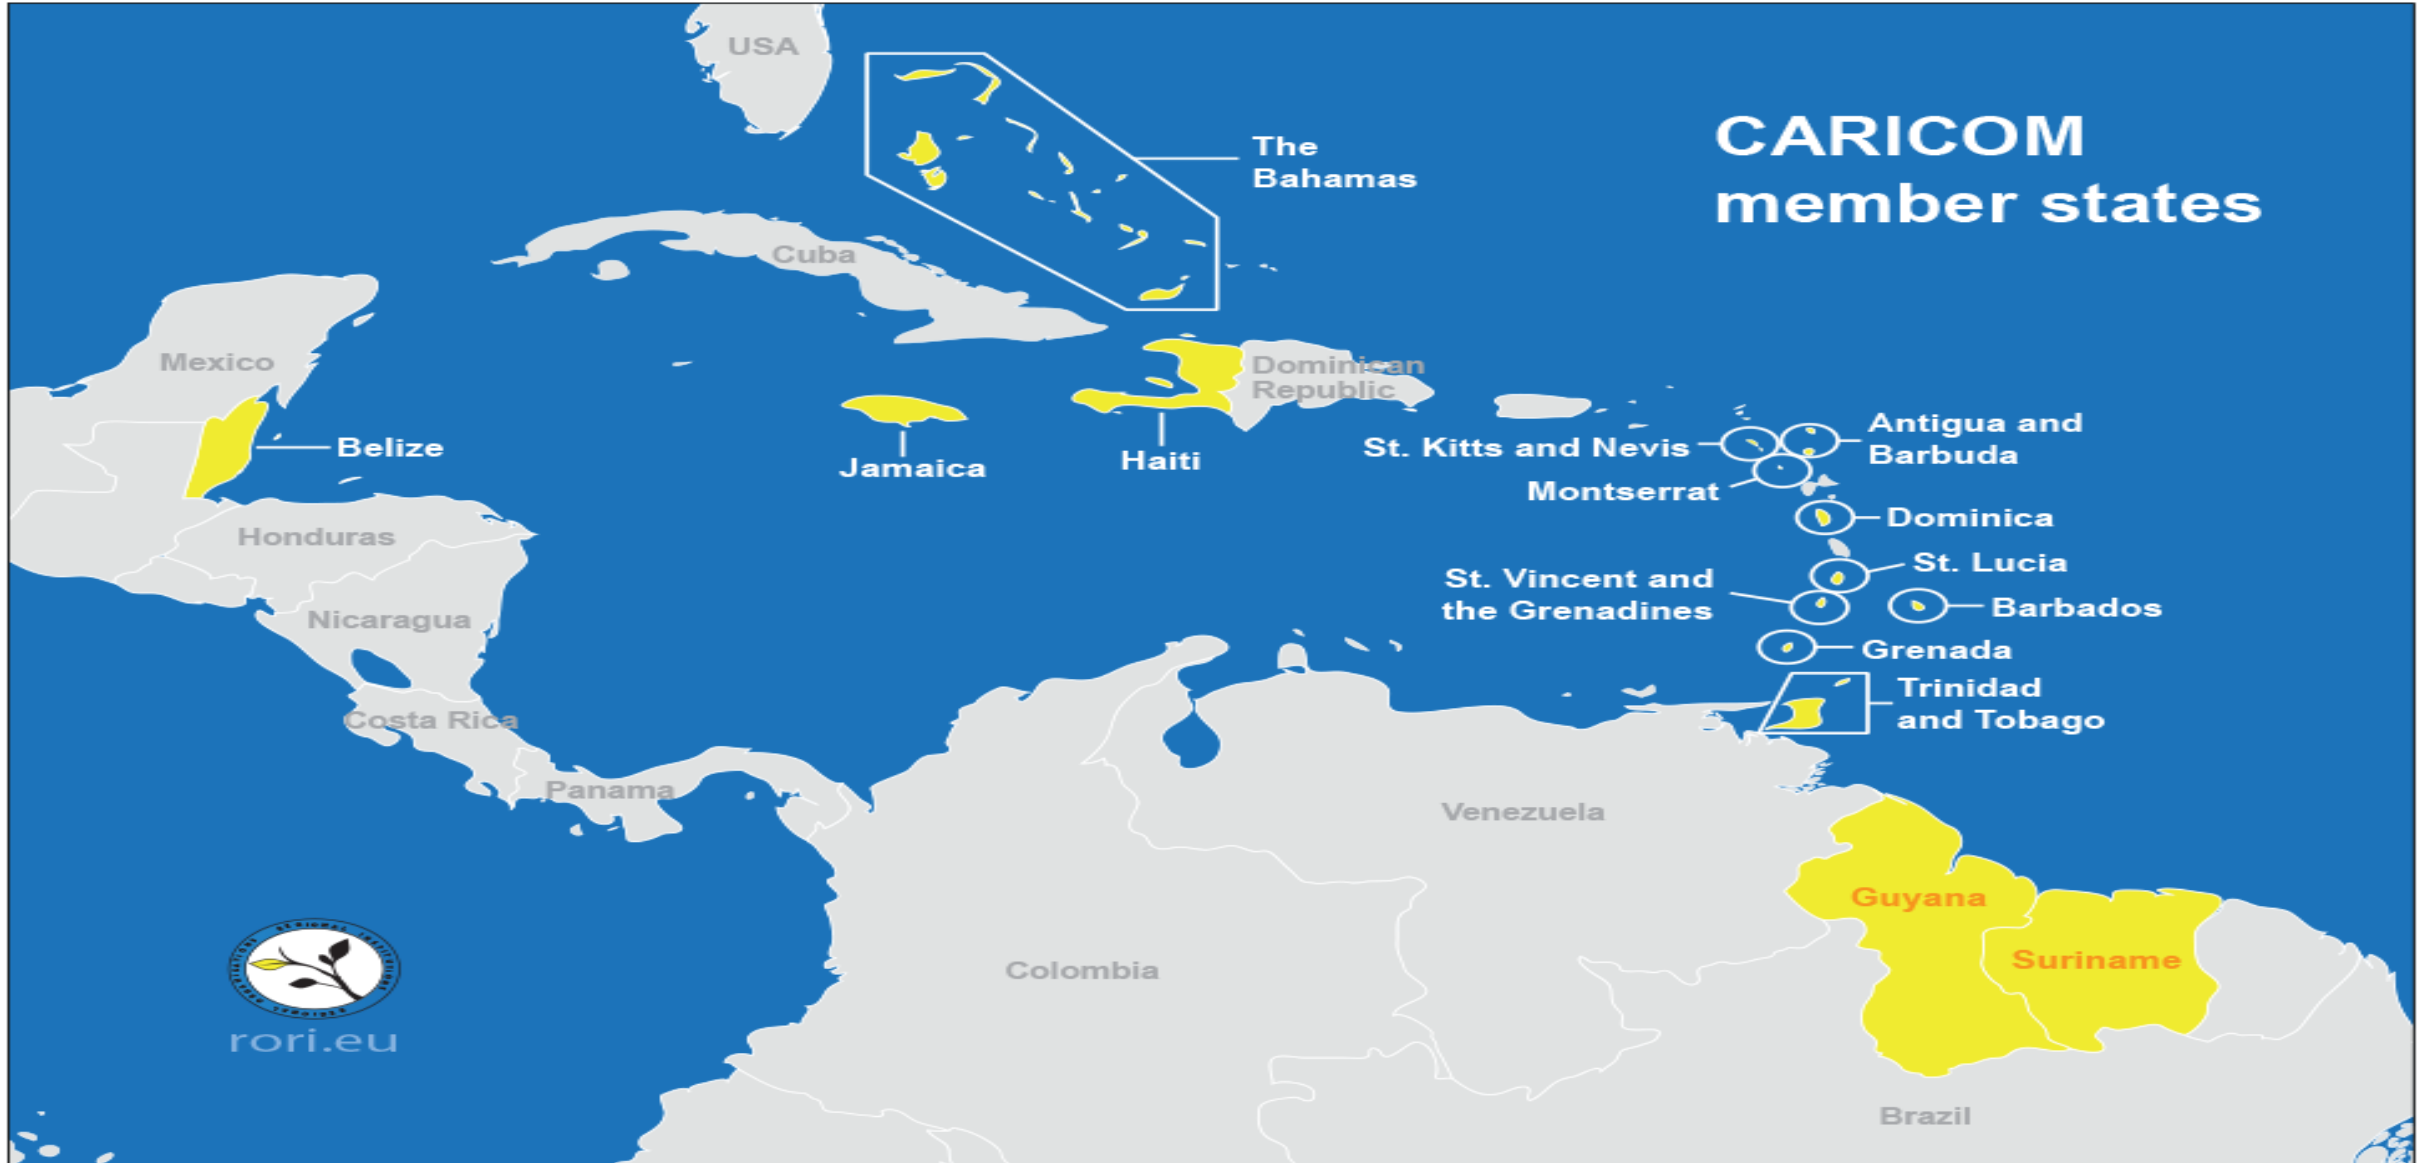 USA
CARICOM
member states
The
Bahamas
Cuba
Mexico
Dominican
Republic
Belize
Jamaica
Haiti
St. Kitts and Nevis
Antigua and
Barbuda
Montserrat
Dominica
Honduras
St. Lucia
St. Vincent and
the Grenadines
Barbados
Nicaragua
Grenada
Trinidad
and Tobago
Costa Rica
Panama
Venezuela
Guyana
Suriname
Colombia
REGIONAL
rori.eu
Brazil